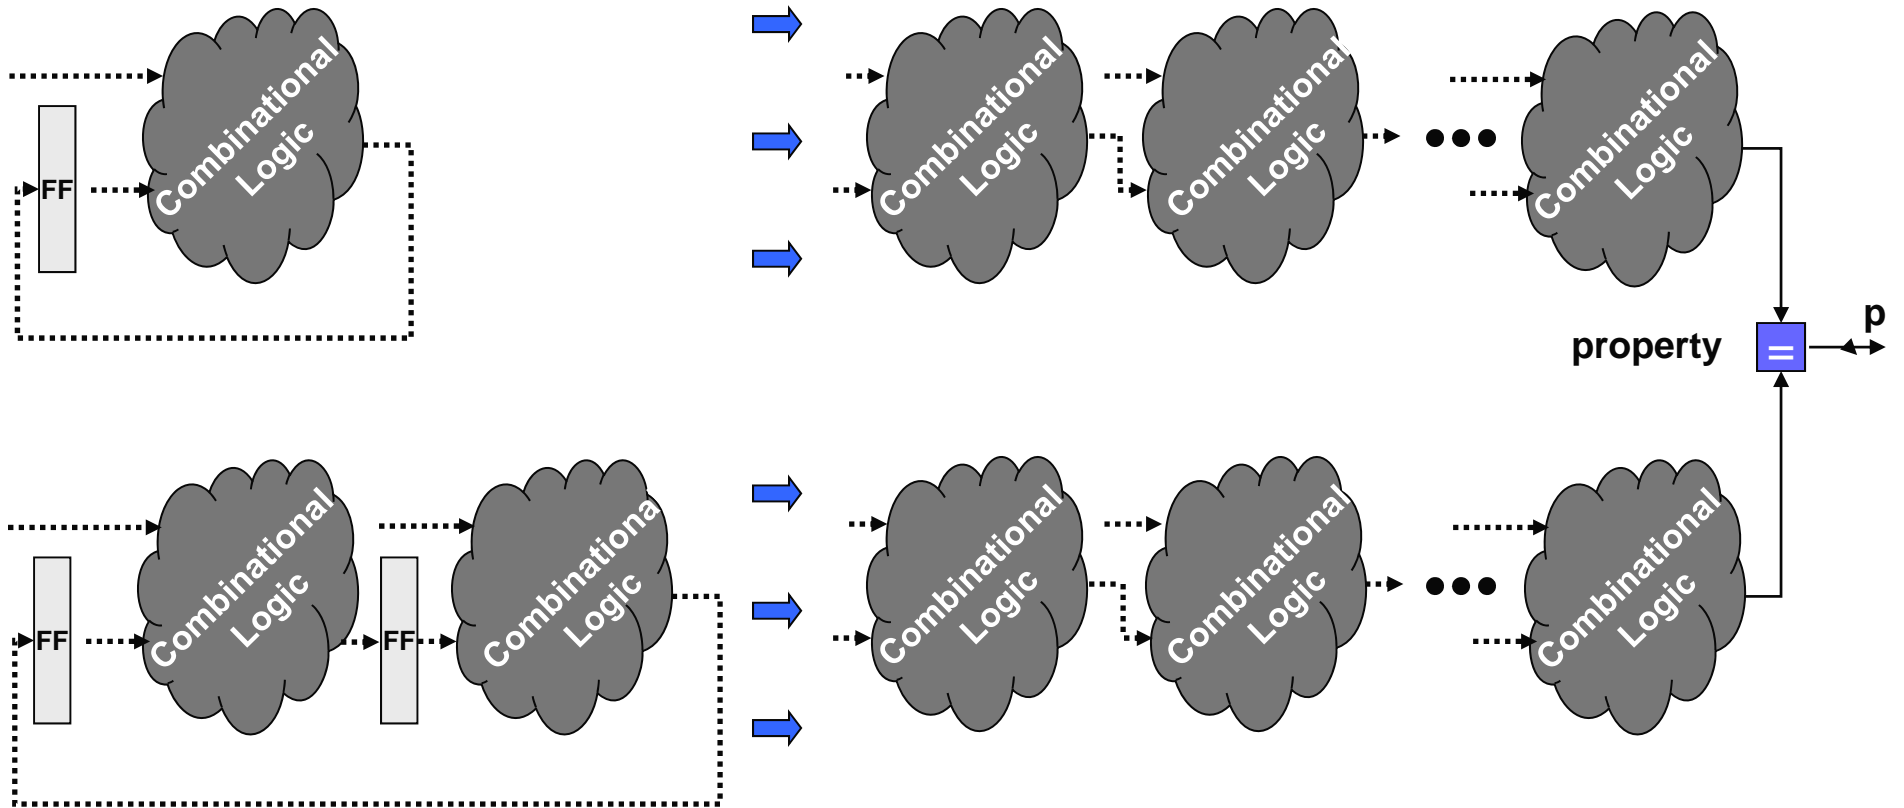 Combinational
Logic
FF
Combinational
Logic
Combinational
Logic
Combinational
Logic
property
=
p
Combinational
Logic
FF
Combinationa
Logic
FF
Combinational
Logic
Combinational
Logic
Combinational
Logic